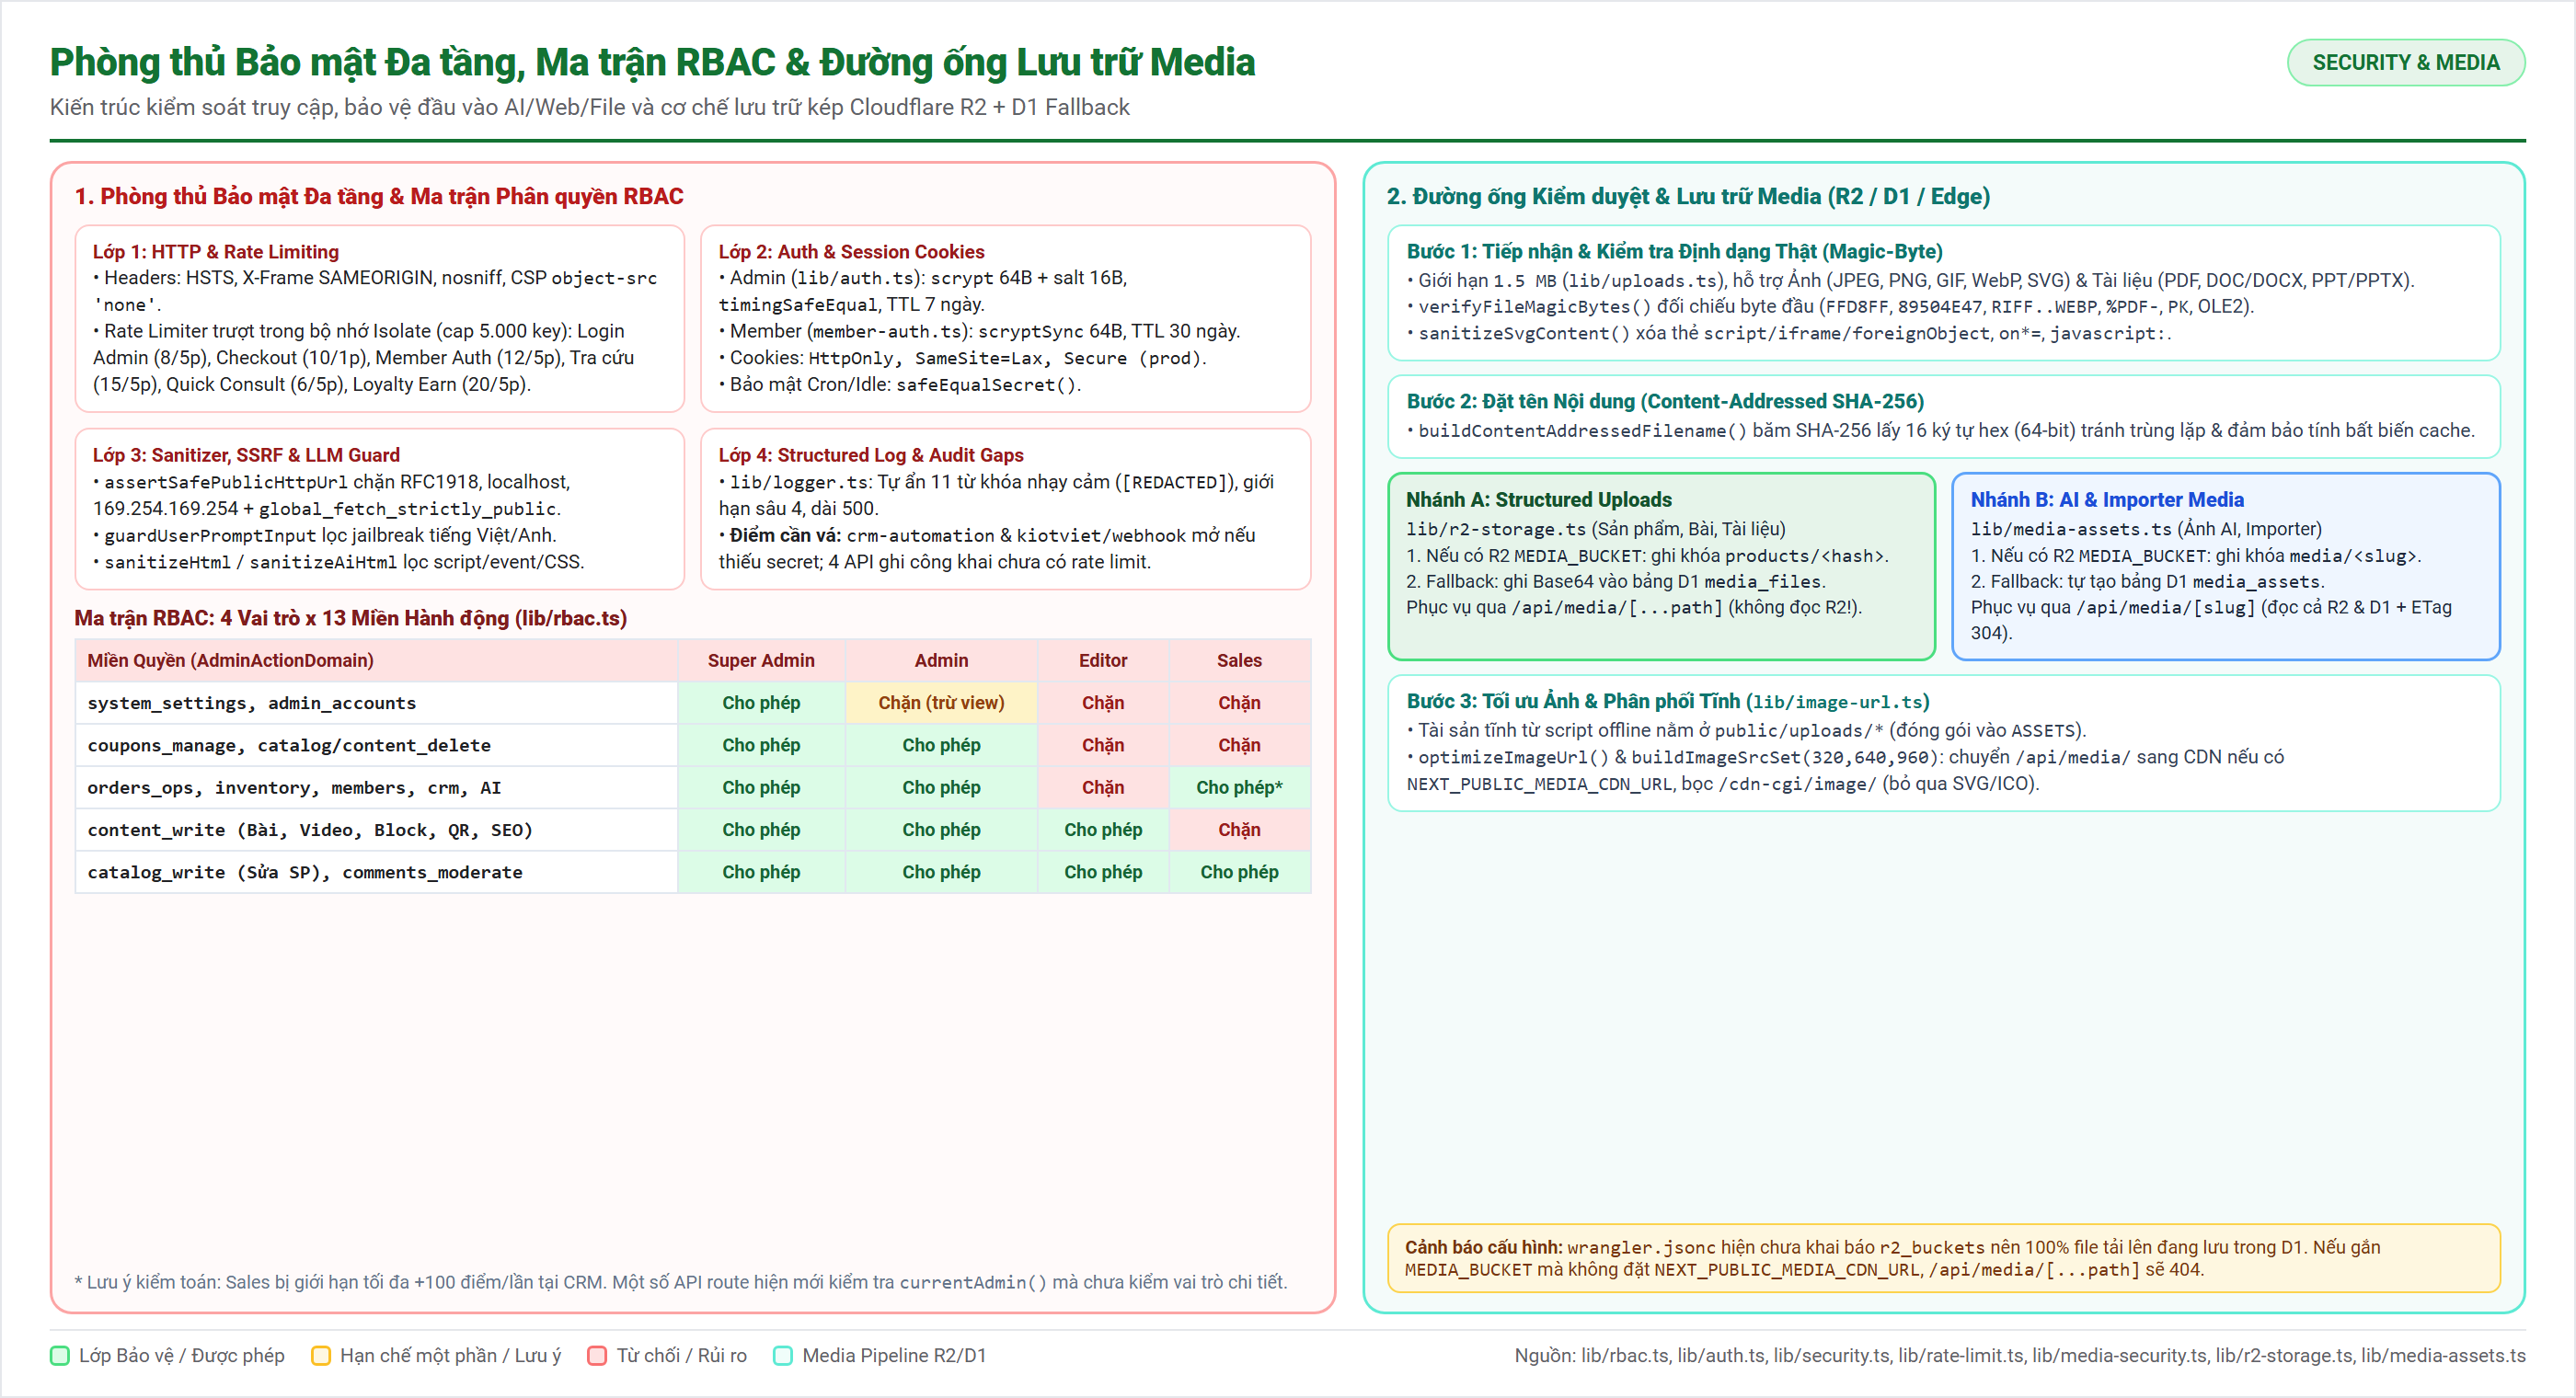 Phòng thủ Bảo mật Đa tầng, Ma trận RBAC & Đường ống Lưu trữ Media
SECURITY & MEDIA
Kiến trúc kiểm soát truy cập, bảo vệ đầu vào AI/Web/File và cơ chế lưu trữ kép Cloudflare R2 + D1 Fallback
1. Phòng thủ Bảo mật Đa tầng & Ma trận Phân quyền RBAC
Lớp 1: HTTP & Rate Limiting
• Headers: HSTS, X-Frame SAMEORIGIN, nosniff, CSP object-src
'none'.
• Rate Limiter trượt trong bộ nhớ Isolate (cap 5.000 key): Login
Admin (8/5p), Checkout (10/1p), Member Auth (12/5p), Tra cứu
(15/5p), Quick Consult (6/5p), Loyalty Earn (20/5p).
Lớp 2: Auth & Session Cookies
• Admin (lib/auth.ts): scrypt 64B + salt 16B,
timingSafeEqual, TTL 7 ngày.
• Member (member-auth.ts): scryptSync 64B, TTL 30 ngày.
• Cookies: HttpOnly, SameSite=Lax, Secure (prod).
• Bảo mật Cron/Idle: safeEqualSecret().
Lớp 3: Sanitizer, SSRF & LLM Guard
• assertSafePublicHttpUrl chặn RFC1918, localhost,
169.254.169.254 + global_fetch_strictly_public.
• guardUserPromptInput lọc jailbreak tiếng Việt/Anh.
• sanitizeHtml / sanitizeAiHtml lọc script/event/CSS.
Lớp 4: Structured Log & Audit Gaps
• lib/logger.ts: Tự ẩn 11 từ khóa nhạy cảm ([REDACTED]), giới
hạn sâu 4, dài 500.
• Điểm cần vá: crm-automation & kiotviet/webhook mở nếu
thiếu secret; 4 API ghi công khai chưa có rate limit.
Ma trận RBAC: 4 Vai trò x 13 Miền Hành động (lib/rbac.ts)
Miền Quyền (AdminActionDomain) Super Admin Admin Editor Sales
system_settings, admin_accounts Cho phép Chặn (trừ view) Chặn Chặn
coupons_manage, catalog/content_delete Cho phép Cho phép Chặn Chặn
orders_ops, inventory, members, crm, AI Cho phép Cho phép Chặn Cho phép*
content_write (Bài, Video, Block, QR, SEO) Cho phép Cho phép Cho phép Chặn
catalog_write (Sửa SP), comments_moderate Cho phép Cho phép Cho phép Cho phép
* Lưu ý kiểm toán: Sales bị giới hạn tối đa +100 điểm/lần tại CRM. Một số API route hiện mới kiểm tra currentAdmin() mà chưa kiểm vai trò chi tiết.
2. Đường ống Kiểm duyệt & Lưu trữ Media (R2 / D1 / Edge)
Bước 1: Tiếp nhận & Kiểm tra Định dạng Thật (Magic-Byte)
• Giới hạn 1.5 MB (lib/uploads.ts), hỗ trợ Ảnh (JPEG, PNG, GIF, WebP, SVG) & Tài liệu (PDF, DOC/DOCX, PPT/PPTX).
• verifyFileMagicBytes() đối chiếu byte đầu (FFD8FF, 89504E47, RIFF..WEBP, %PDF-, PK, OLE2).
• sanitizeSvgContent() xóa thẻ script/iframe/foreignObject, on*=, javascript:.
Bước 2: Đặt tên Nội dung (Content-Addressed SHA-256)
• buildContentAddressedFilename() băm SHA-256 lấy 16 ký tự hex (64-bit) tránh trùng lặp & đảm bảo tính bất biến cache.
Nhánh A: Structured Uploads
lib/r2-storage.ts (Sản phẩm, Bài, Tài liệu)
1. Nếu có R2 MEDIA_BUCKET: ghi khóa products/<hash>.
2. Fallback: ghi Base64 vào bảng D1 media_files.
Phục vụ qua /api/media/[...path] (không đọc R2!).
Nhánh B: AI & Importer Media
lib/media-assets.ts (Ảnh AI, Importer)
1. Nếu có R2 MEDIA_BUCKET: ghi khóa media/<slug>.
2. Fallback: tự tạo bảng D1 media_assets.
Phục vụ qua /api/media/[slug] (đọc cả R2 & D1 + ETag
304).
Bước 3: Tối ưu Ảnh & Phân phối Tĩnh (lib/image-url.ts)
• Tài sản tĩnh từ script offline nằm ở public/uploads/* (đóng gói vào ASSETS).
• optimizeImageUrl() & buildImageSrcSet(320,640,960): chuyển /api/media/ sang CDN nếu có
NEXT_PUBLIC_MEDIA_CDN_URL, bọc /cdn-cgi/image/ (bỏ qua SVG/ICO).
Cảnh báo cấu hình: wrangler.jsonc hiện chưa khai báo r2_buckets nên 100% file tải lên đang lưu trong D1. Nếu gắn
MEDIA_BUCKET mà không đặt NEXT_PUBLIC_MEDIA_CDN_URL, /api/media/[...path] sẽ 404.
Lớp Bảo vệ / Được phép
Hạn chế một phần / Lưu ý
Từ chối / Rủi ro
Media Pipeline R2/D1
Nguồn: lib/rbac.ts, lib/auth.ts, lib/security.ts, lib/rate-limit.ts, lib/media-security.ts, lib/r2-storage.ts, lib/media-assets.ts